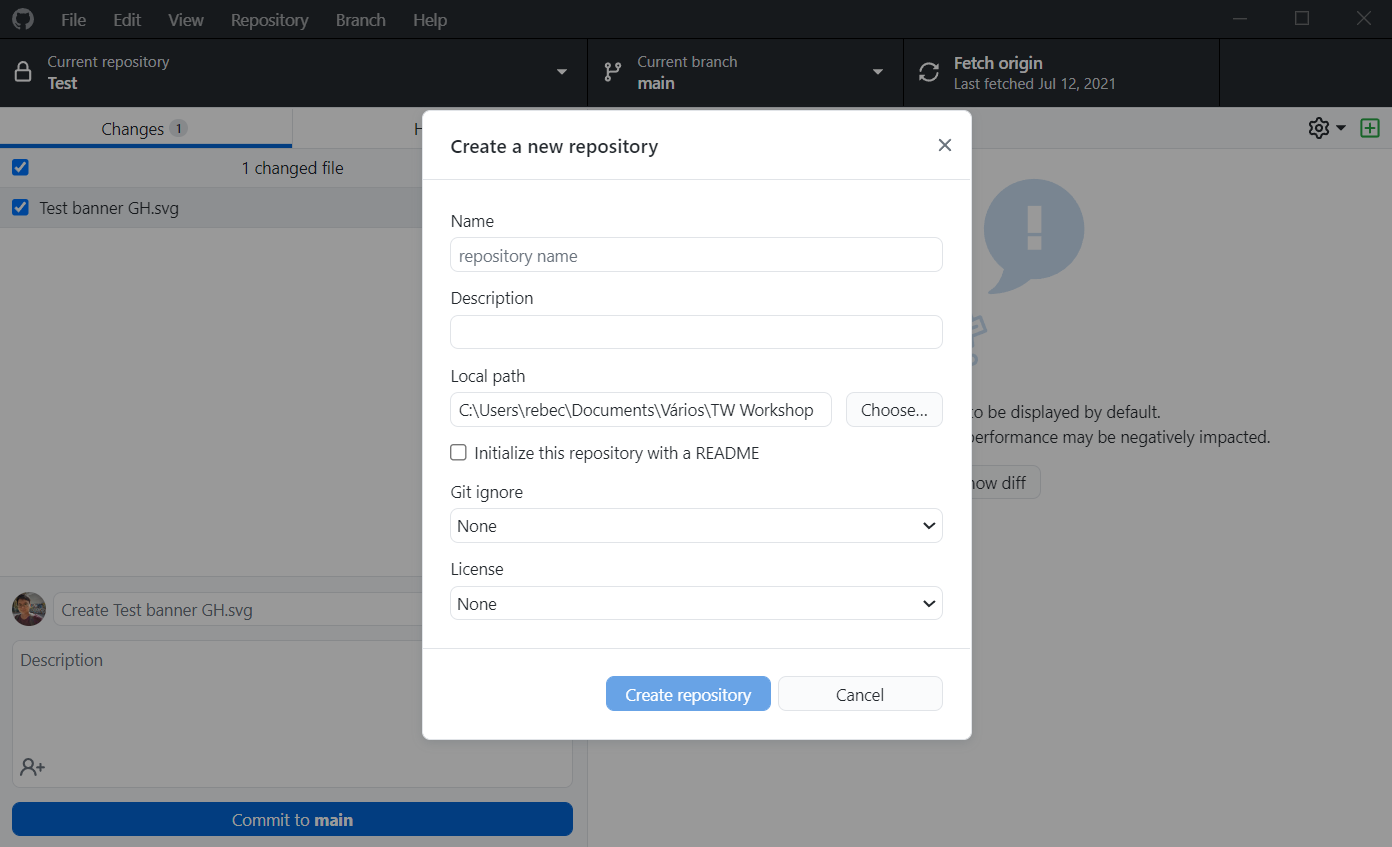 File Edit View Repository Branch Help
Current repository
Test
Current branch
main
Fetch origin
Last fetched Jul 12, 2021
Changes 1
H
1 changed file
Test banner GH.svg
Create a new repository
Name
repository name
Description
Local path
C:\Users\rebec\Documents\Vários\TW Workshop
Choose...
Initialize this repository with a README
Git ignore
None
License
None
Create repository
Cancel
to be displayed by default.
performance may be negatively impacted.
how diff
Create Test banner GH.svg
Description
Commit to main